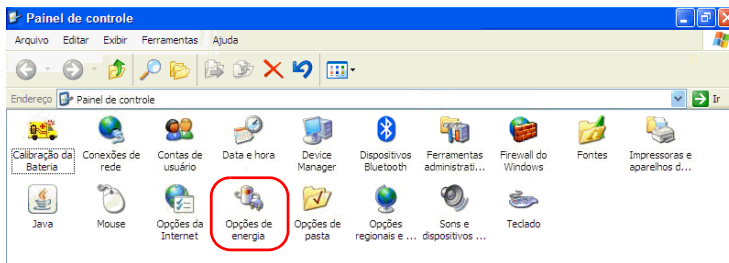 Painel de controle
Arquivo Editar Exibir Ferramentas Ajuda
Endereço Painel de controle Ir
Calibração da Bateria
Conexões de rede
Contas de usuário
Data e hora
Device Manager
Dispositivos Bluetooth
Ferramentas administrati...
Firewall do Windows
Fontes
Impressoras e aparelhos d...
Java
Mouse
Opções da Internet
Opções de energia
Opções de pasta
Opções regionais e ...
Sons e dispositivos ...
Teclado